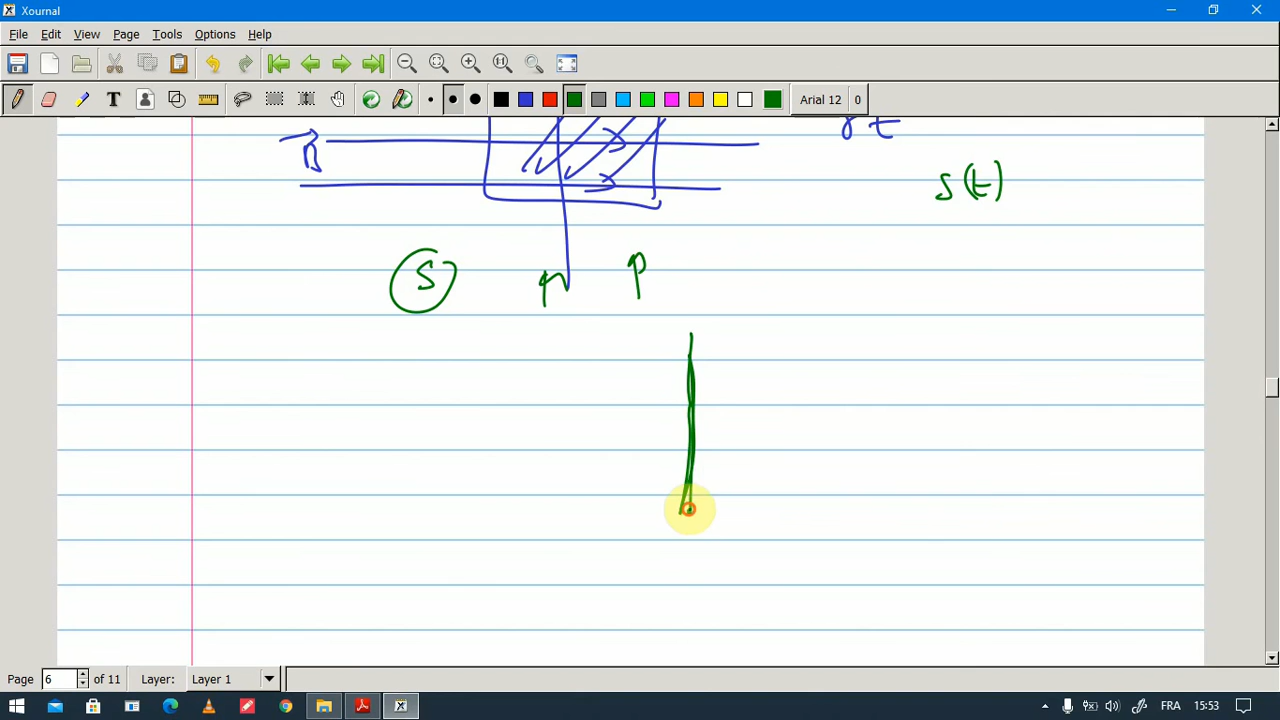 Xournal
File Edit View Page Tools Options Help
Arial 12 0
B
S(t)
S
P
Page 6 of 11 Layer: Layer 1
FRA 15:53